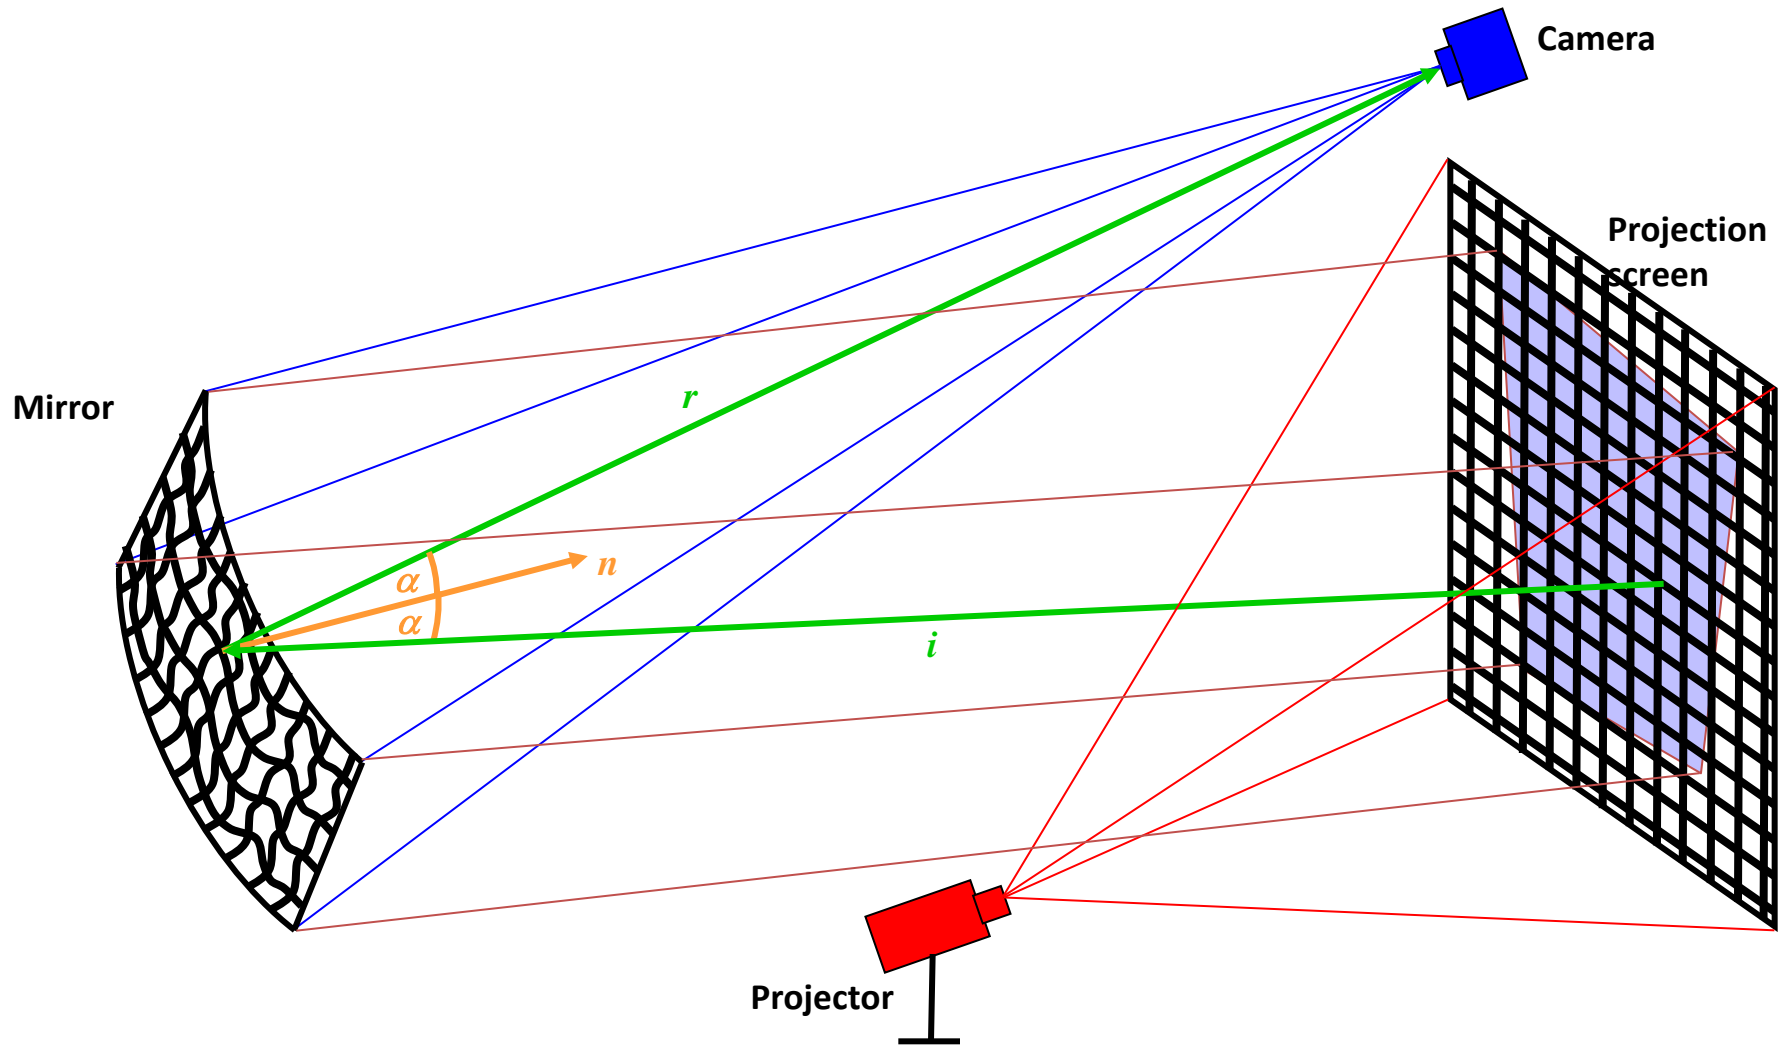 Camera
Projection
screen
r
Mirror
α
n
α
i
Projector